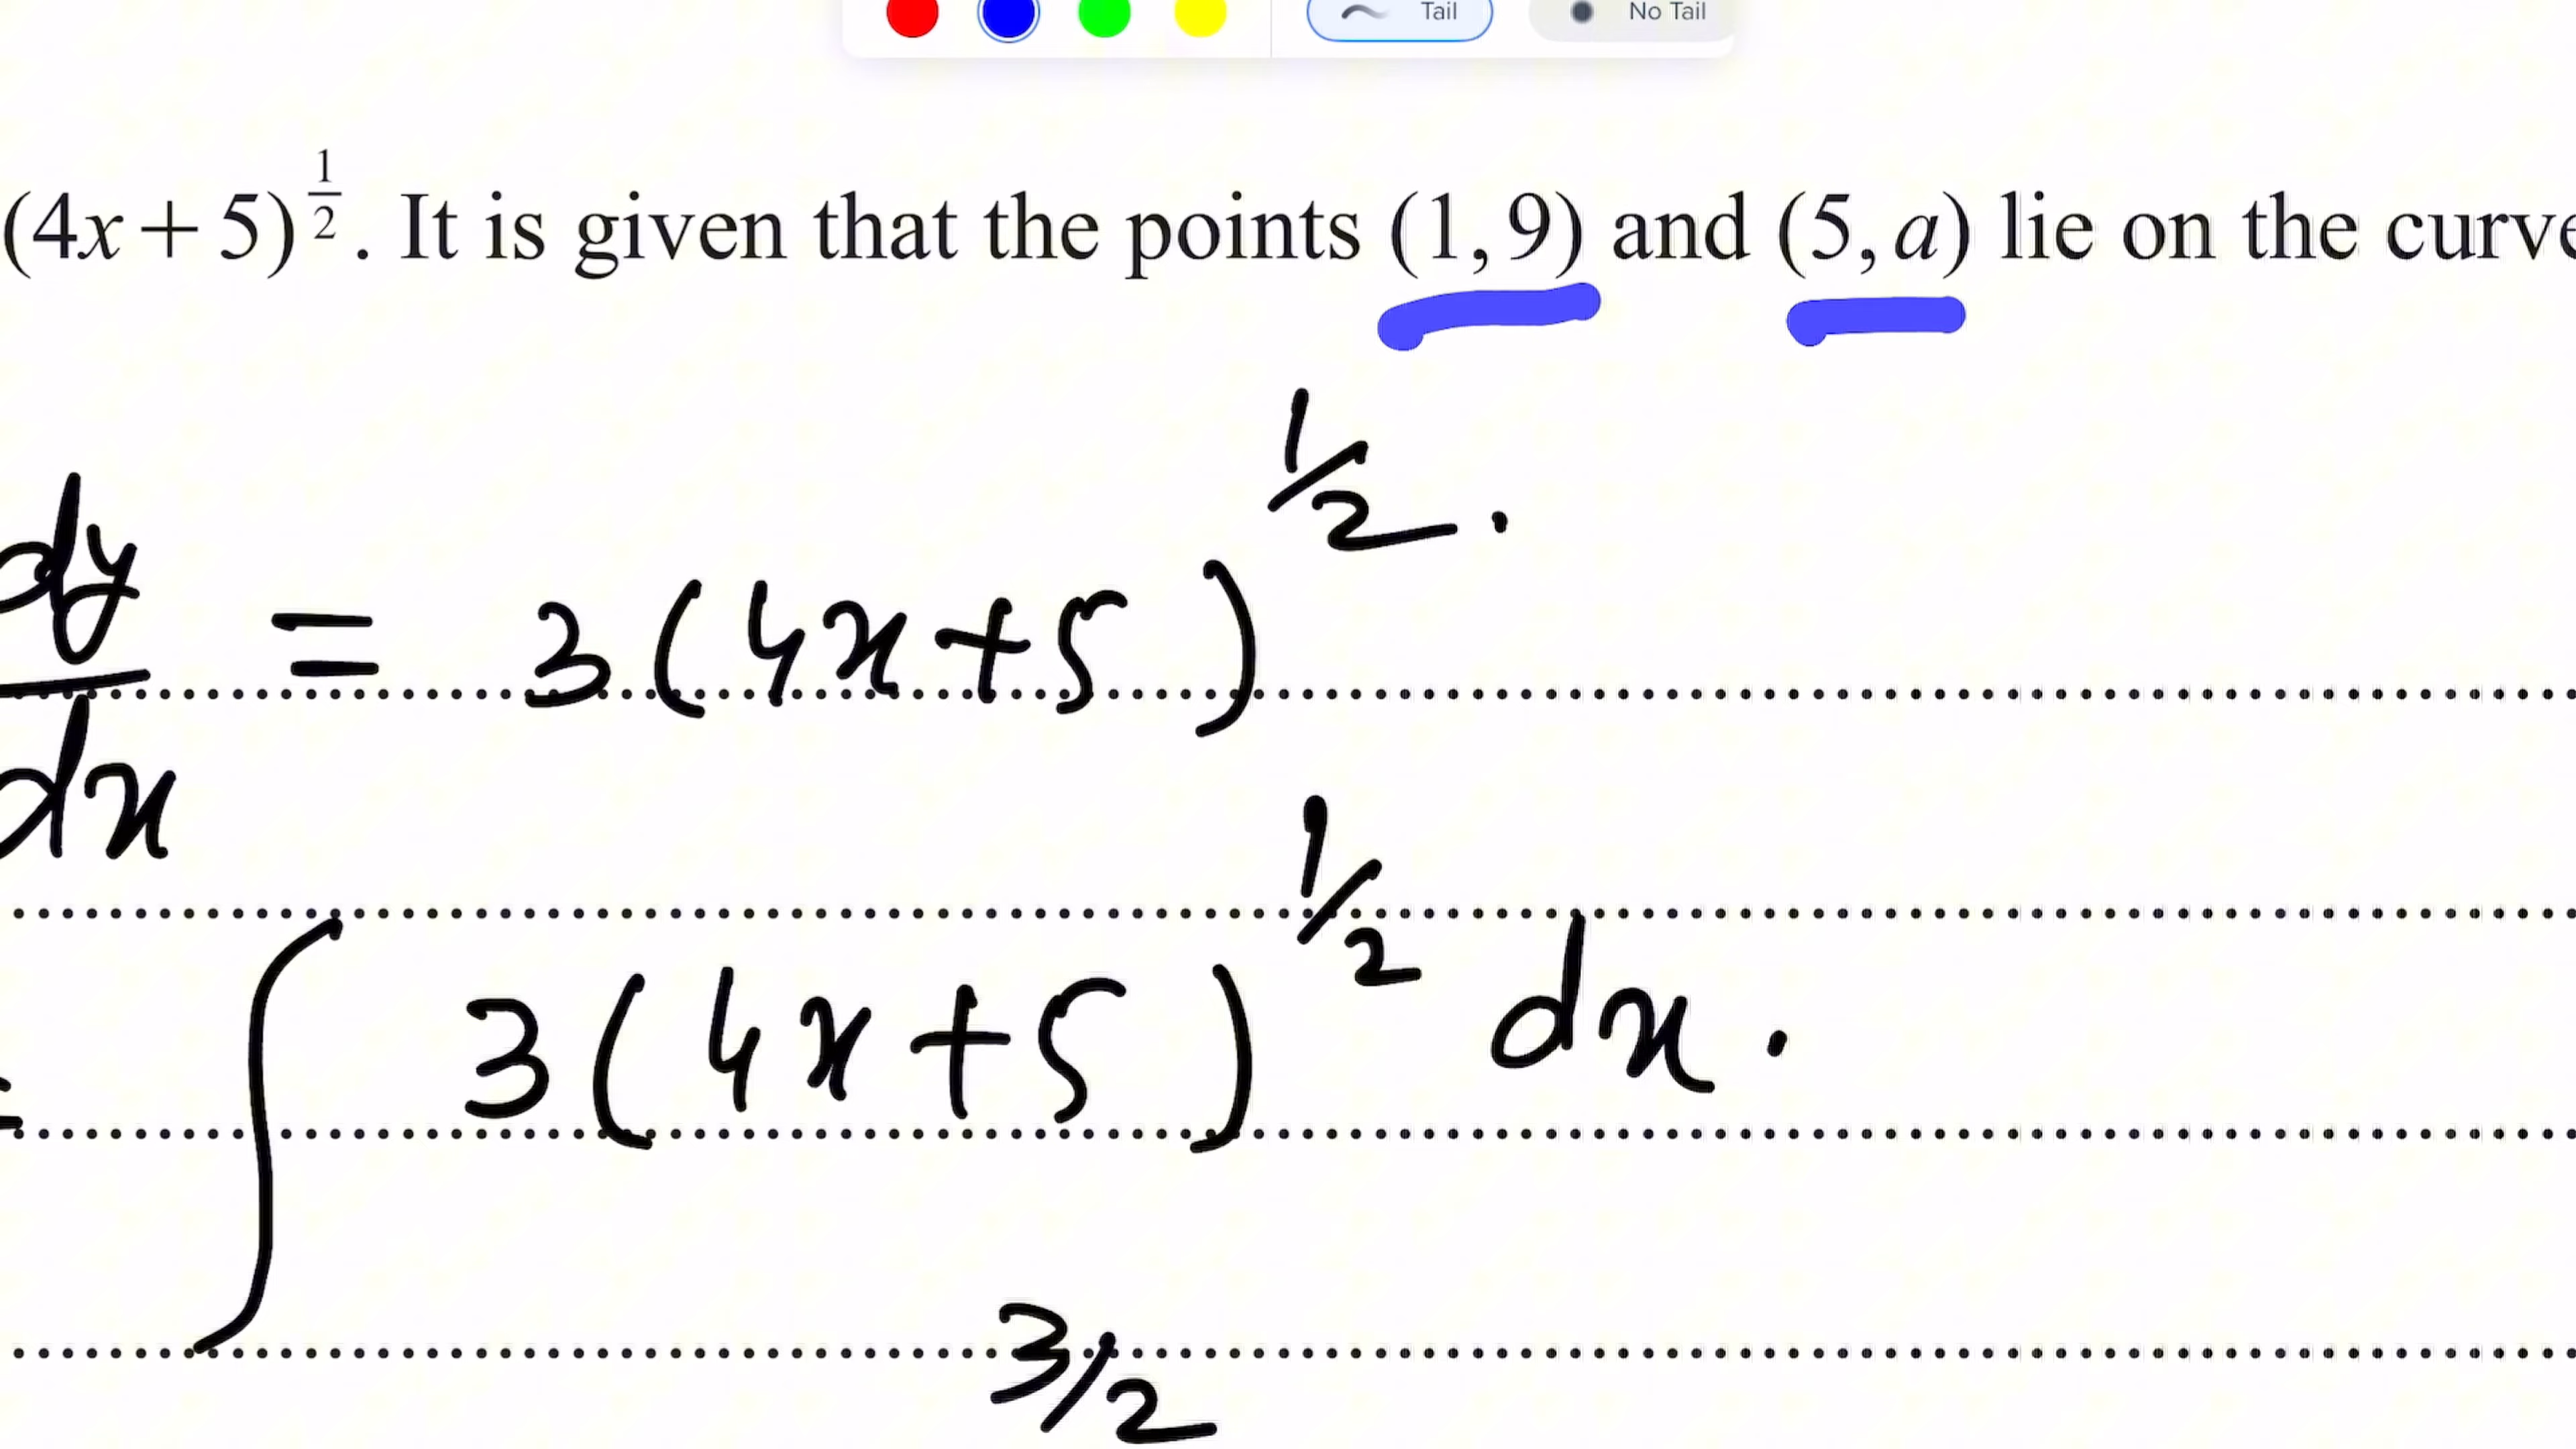 Tail No Tail
(4x+5)^{1/2}. It is given that the points (1, 9) and (5, a) lie on the curve
dy/dx = 3(4x+5)^{1/2}.
= ∫ 3(4x+5)^{1/2} dx.
3/2